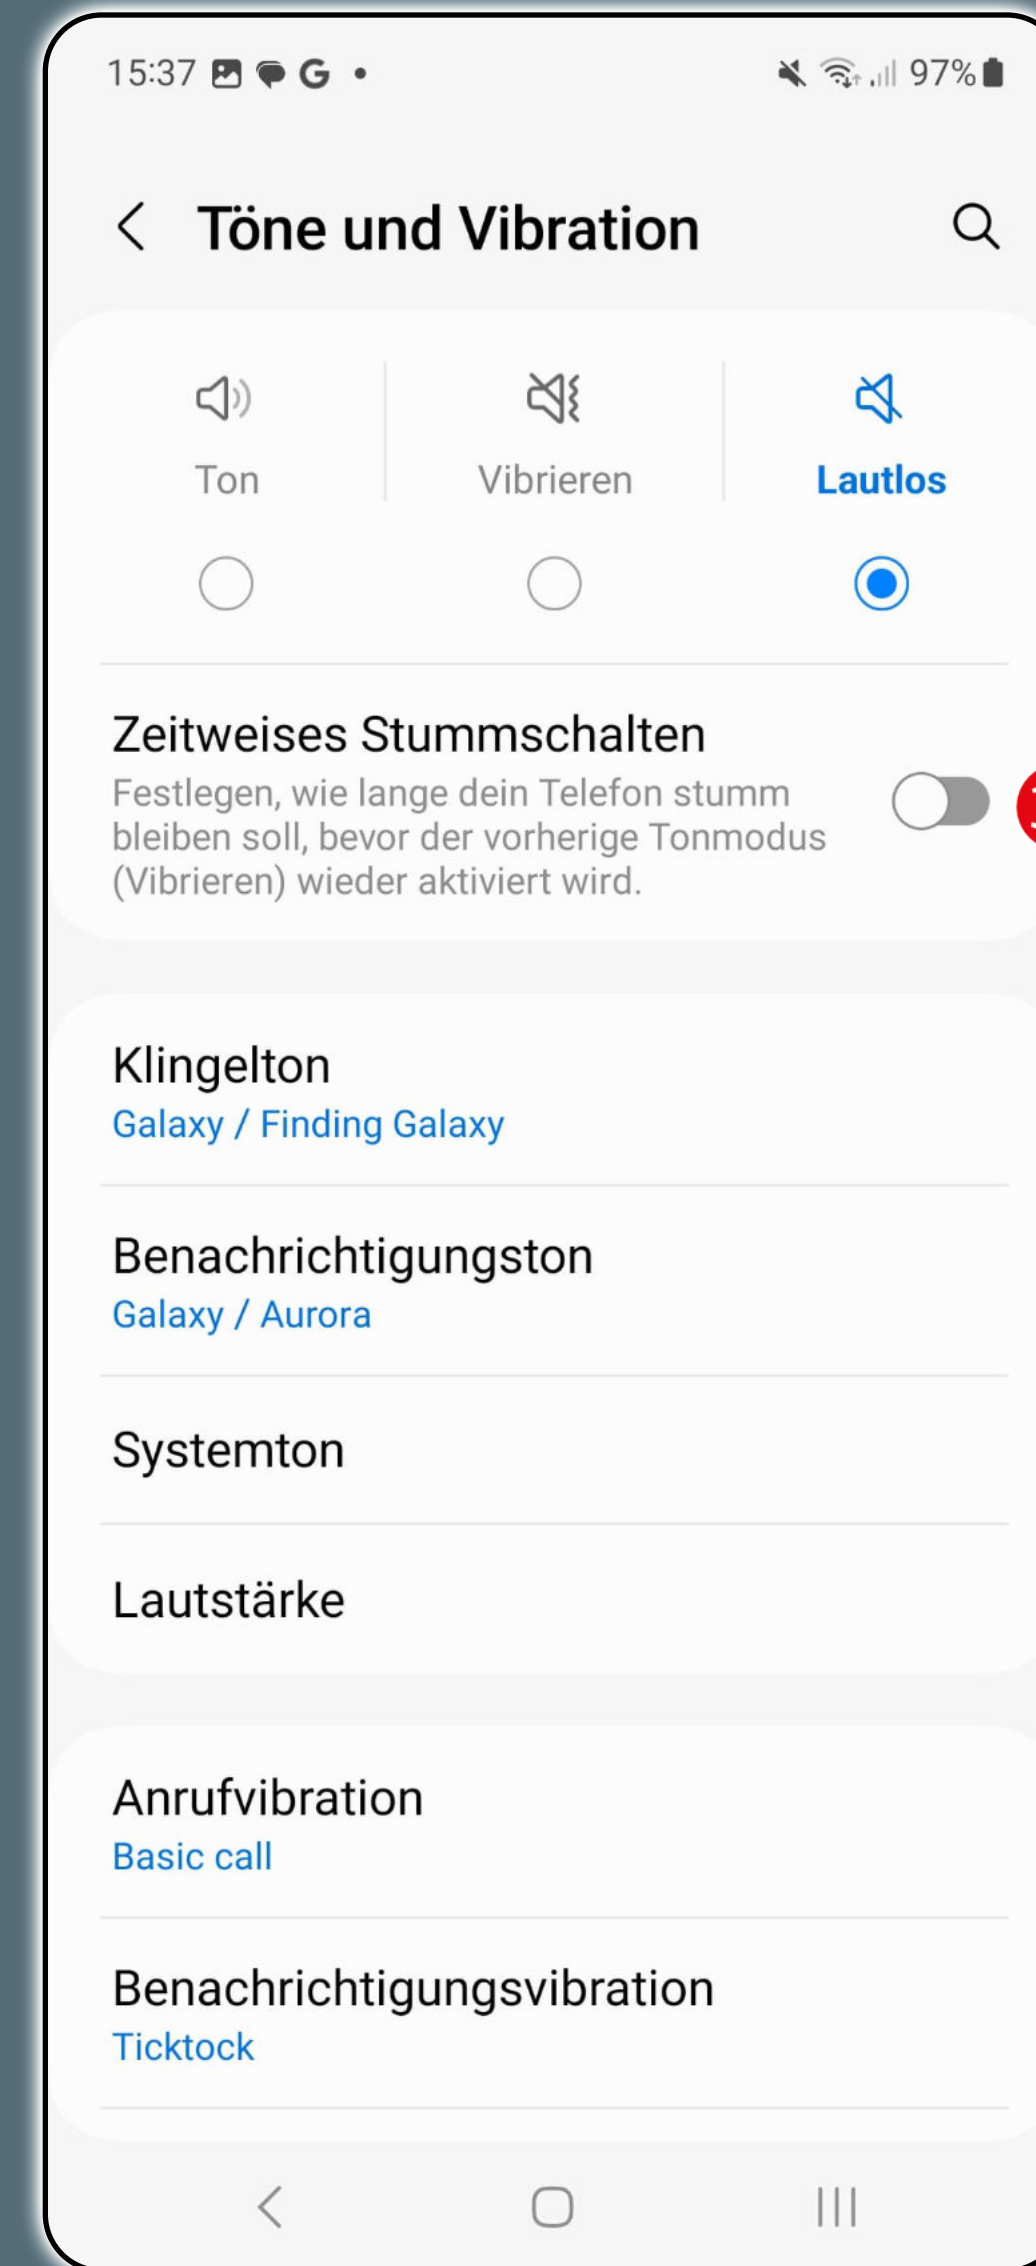 15:37 G 97%
Töne und Vibration
Ton Vibrieren Lautlos
Zeitweises Stummschalten
Festlegen, wie lange dein Telefon stumm
bleiben soll, bevor der vorherige Tonmodus
(Vibrieren) wieder aktiviert wird.
Klingelton
Galaxy / Finding Galaxy
Benachrichtigungston
Galaxy / Aurora
Systemton
Lautstärke
Anrufvibration
Basic call
Benachrichtigungsvibration
Ticktock